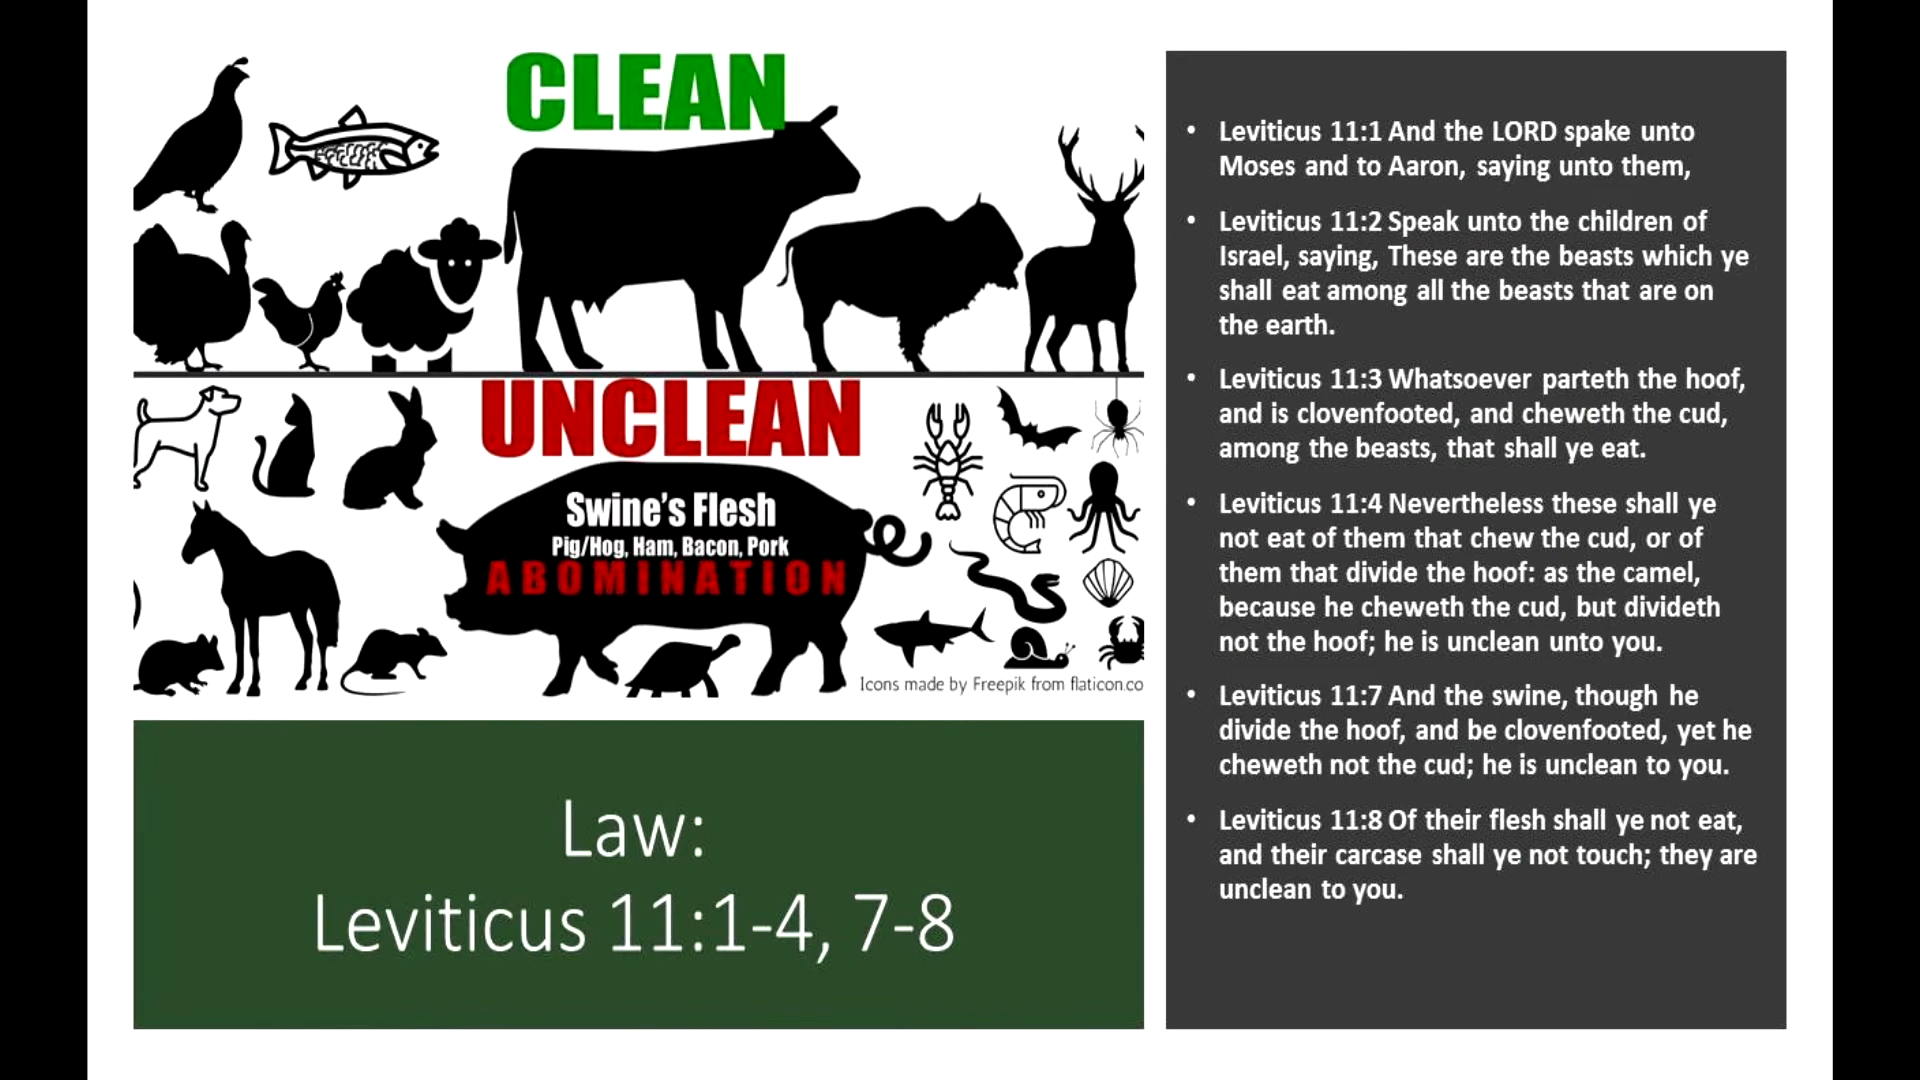 CLEAN
UNCLEAN
Swine's Flesh
Pig/Hog, Ham, Bacon, Pork
ABOMINATION
Icons made by Freepik from flaticon.co
Law:
Leviticus 11:1-4, 7-8
• Leviticus 11:1 And the LORD spake unto
Moses and to Aaron, saying unto them,
• Leviticus 11:2 Speak unto the children of
Israel, saying, These are the beasts which ye
shall eat among all the beasts that are on
the earth.
• Leviticus 11:3 Whatsoever parteth the hoof,
and is clovenfooted, and cheweth the cud,
among the beasts, that shall ye eat.
• Leviticus 11:4 Nevertheless these shall ye
not eat of them that chew the cud, or of
them that divide the hoof: as the camel,
because he cheweth the cud, but divideth
not the hoof; he is unclean unto you.
• Leviticus 11:7 And the swine, though he
divide the hoof, and be clovenfooted, yet he
cheweth not the cud; he is unclean to you.
• Leviticus 11:8 Of their flesh shall ye not eat,
and their carcase shall ye not touch; they are
unclean to you.